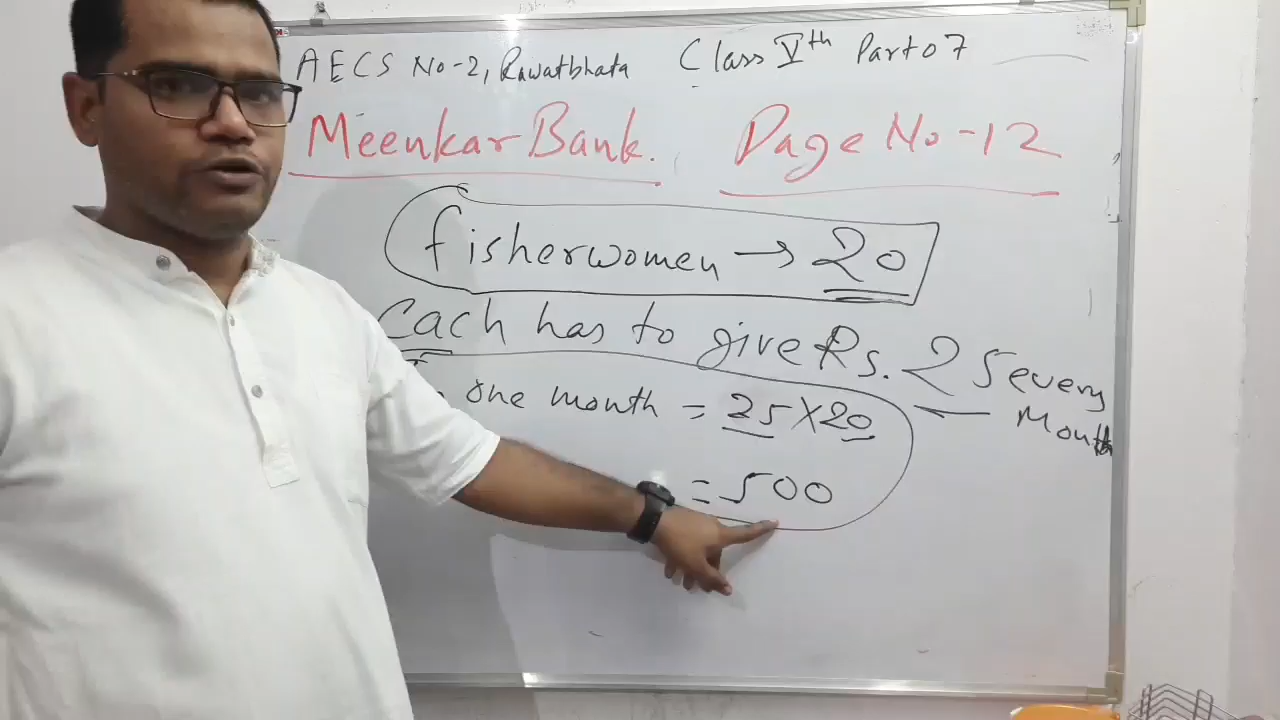 AECS No-2, Rawatbhata Class Vth Part 07
Meenkar Bank. Page No-12
fisherwomen → 20
Each has to give Rs. 25 every Month
one month = 25 X 20
= 500